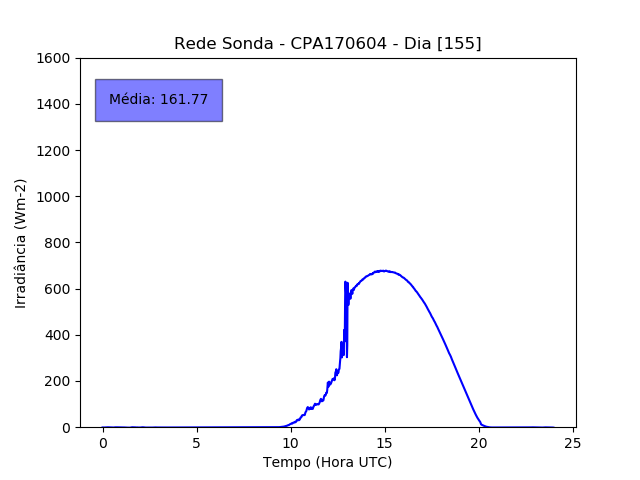 Rede Sonda - CPA170604 - Dia [155]
1600
1400
1200
1000
800
600
400
200
0
Média: 161.77
Irradiância (Wm-2)
0 5 10 15 20 25
Tempo (Hora UTC)